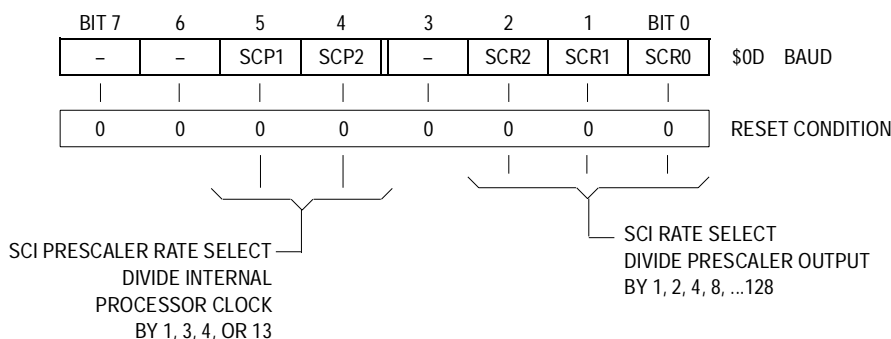 BIT 7 6 5 4 3 2 1 BIT 0
– – SCP1 SCP2 – SCR2 SCR1 SCR0 $0D BAUD
0 0 0 0 0 0 0 0 RESET CONDITION
SCI PRESCALER RATE SELECT
DIVIDE INTERNAL
PROCESSOR CLOCK
BY 1, 3, 4, OR 13
SCI RATE SELECT
DIVIDE PRESCALER OUTPUT
BY 1, 2, 4, 8, ...128